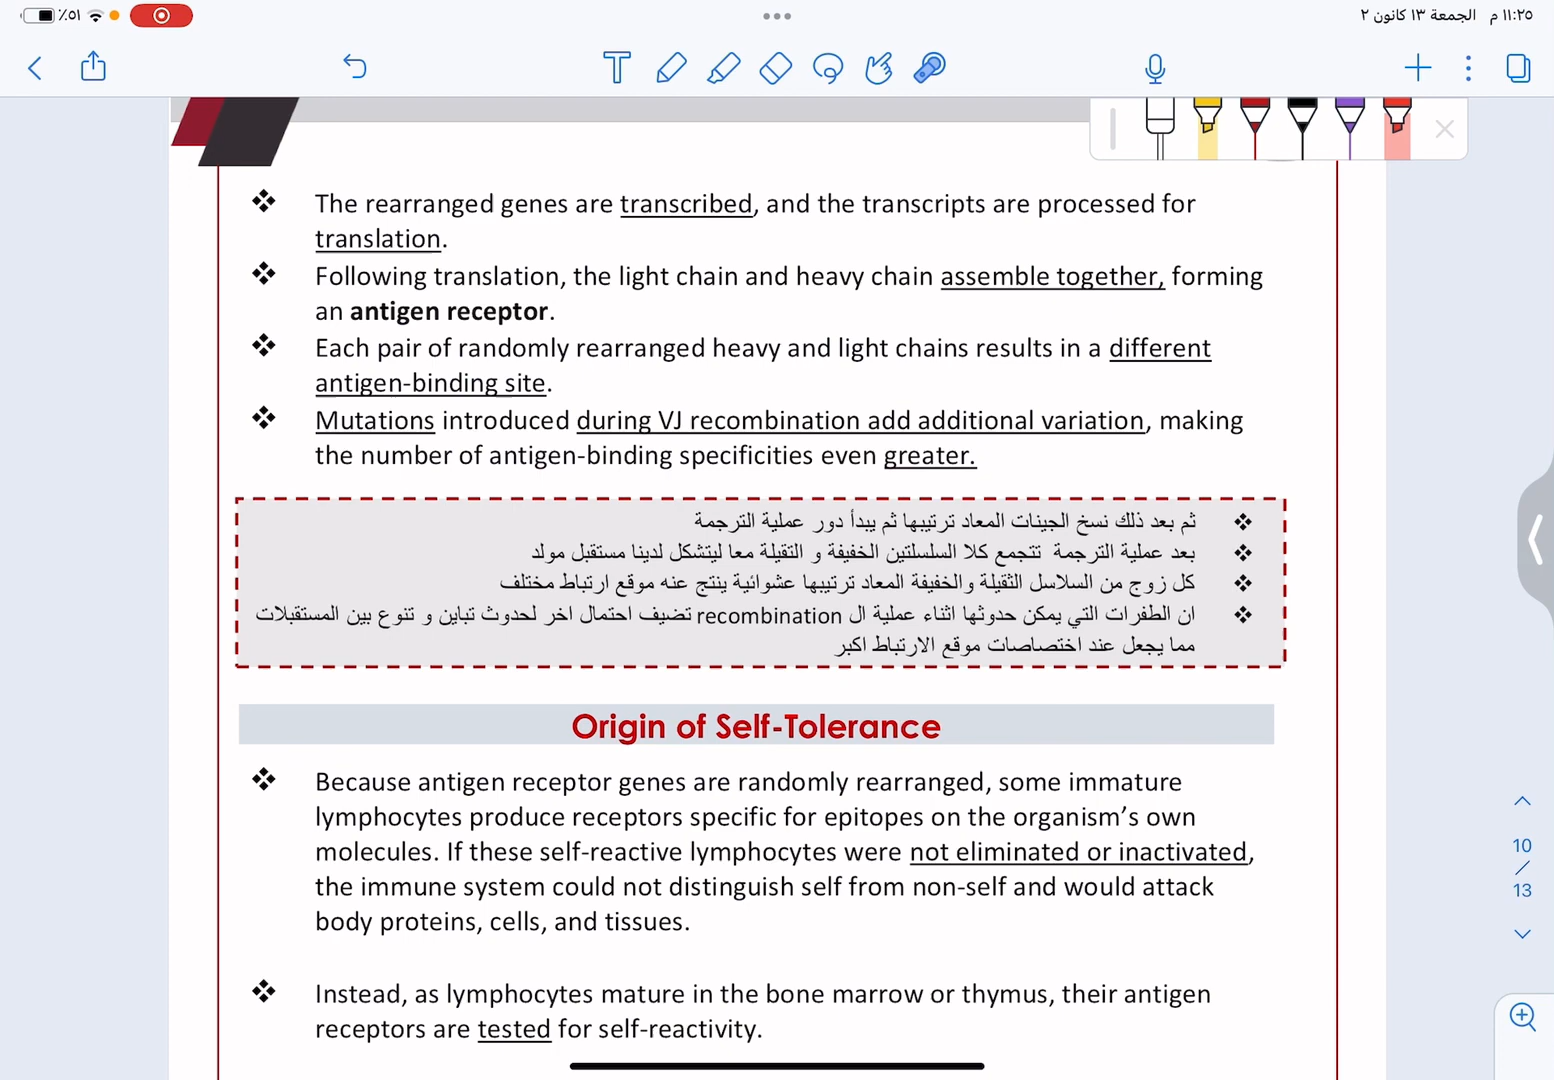 ٪٥١
١١:٢٥ م الجمعة ١٣ كانون ٢
The rearranged genes are transcribed, and the transcripts are processed for
translation.
Following translation, the light chain and heavy chain assemble together, forming
an antigen receptor.
Each pair of randomly rearranged heavy and light chains results in a different
antigen-binding site.
Mutations introduced during VJ recombination add additional variation, making
the number of antigen-binding specificities even greater.
ثم بعد ذلك نسخ الجينات المعاد ترتيبها ثم يبدأ دور عملية الترجمة
بعد عملية الترجمة تتجمع كلا السلسلتين الخفيفة و الثقيلة معا ليتشكل لدينا مستقبل مولد
كل زوج من السلاسل الثقيلة والخفيفة المعاد ترتيبها عشوائية ينتج عنه موقع ارتباط مختلف
ان الطفرات التي يمكن حدوثها اثناء عملية ال recombination تضيف احتمال اخر لحدوث تباين و تنوع بين المستقبلات
مما يجعل عند اختصاصات موقع الارتباط اكبر
Origin of Self-Tolerance
Because antigen receptor genes are randomly rearranged, some immature
lymphocytes produce receptors specific for epitopes on the organism’s own
molecules. If these self-reactive lymphocytes were not eliminated or inactivated,
the immune system could not distinguish self from non-self and would attack
body proteins, cells, and tissues.
Instead, as lymphocytes mature in the bone marrow or thymus, their antigen
receptors are tested for self-reactivity.
10
/
13